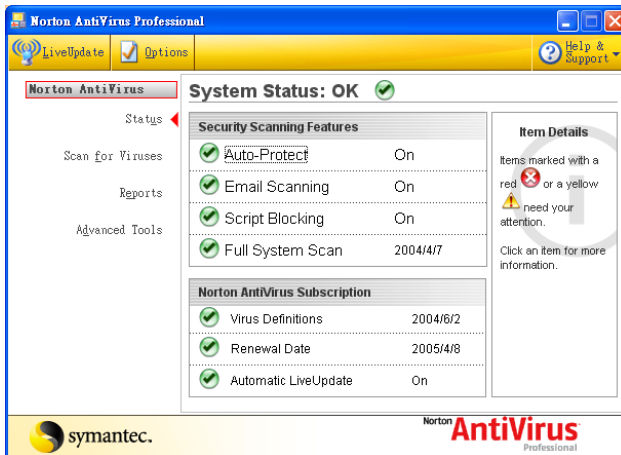 Norton AntiVirus Professional
LiveUpdate
Options
Help & Support
Norton AntiVirus
Status
Scan for Viruses
Reports
Advanced Tools
System Status: OK
Security Scanning Features
Auto-Protect On
Email Scanning On
Script Blocking On
Full System Scan 2004/4/7
Norton AntiVirus Subscription
Virus Definitions 2004/6/2
Renewal Date 2005/4/8
Automatic LiveUpdate On
Item Details
Items marked with a
red or a yellow
need your
attention.
Click an item for more
information.
symantec.
Norton AntiVirus
Professional